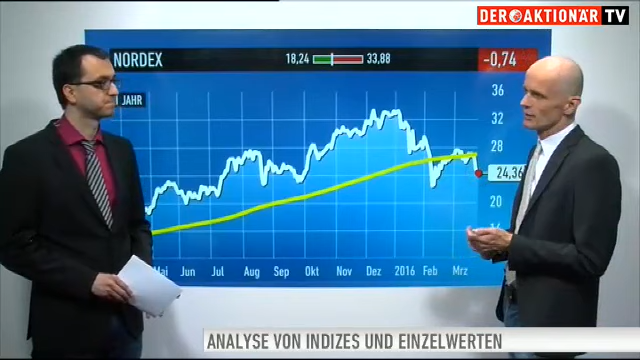 DER AKTIONÄR TV
NORDEX 18,24 33,88 -0,74
1 JAHR
36
32
28
24,36
20
Mai Jun Jul Aug Sep Okt Nov Dez 2016 Feb Mrz
ANALYSE VON INDIZES UND EINZELWERTEN